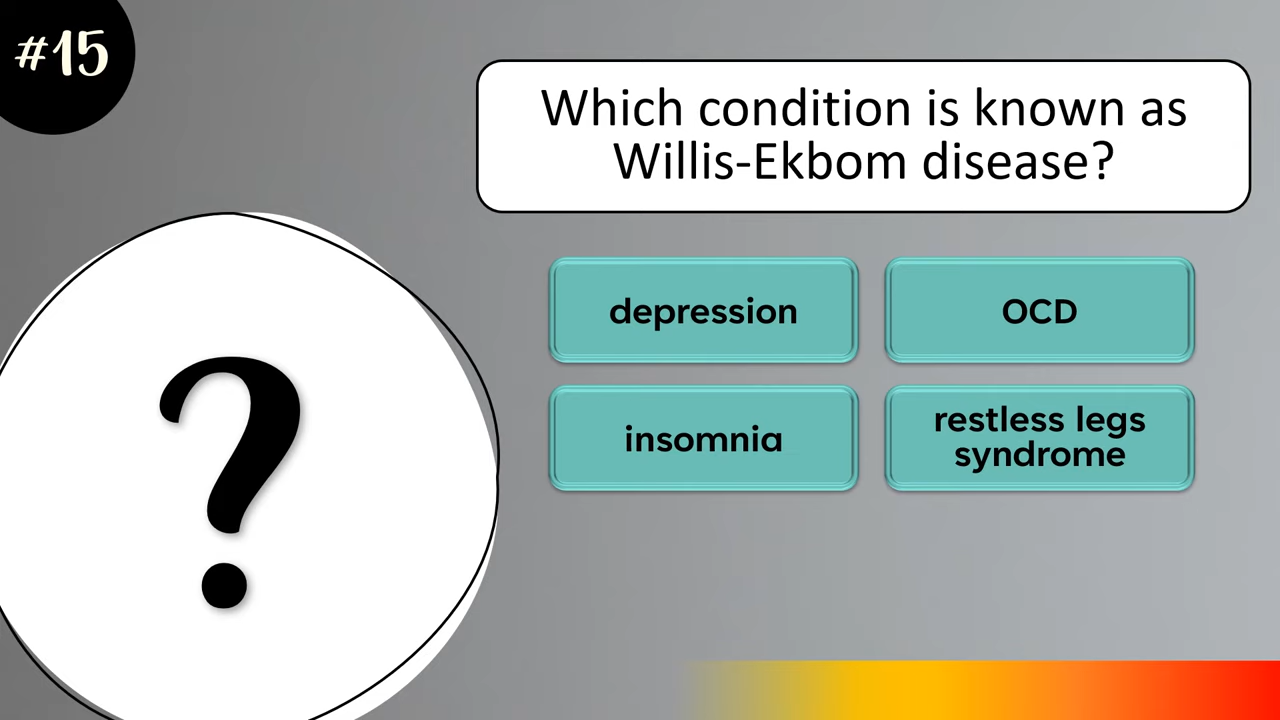 #15
Which condition is known as
Willis-Ekbom disease?
depression
OCD
insomnia
restless legs
syndrome
?